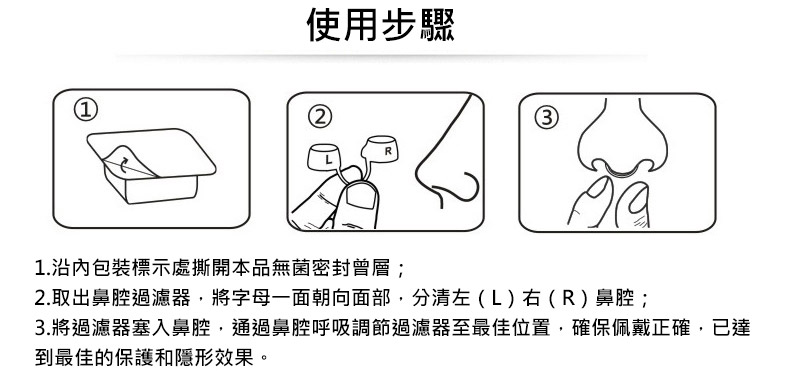 使用步驟
①
②
③
L
R
1.沿內包裝標示處撕開本品無菌密封曾層；
2.取出鼻腔過濾器，將字母一面朝向面部，分清左（L）右（R）鼻腔；
3.將過濾器塞入鼻腔，通過鼻腔呼吸調節過濾器至最佳位置，確保佩戴正確，已達
到最佳的保護和隱形效果。